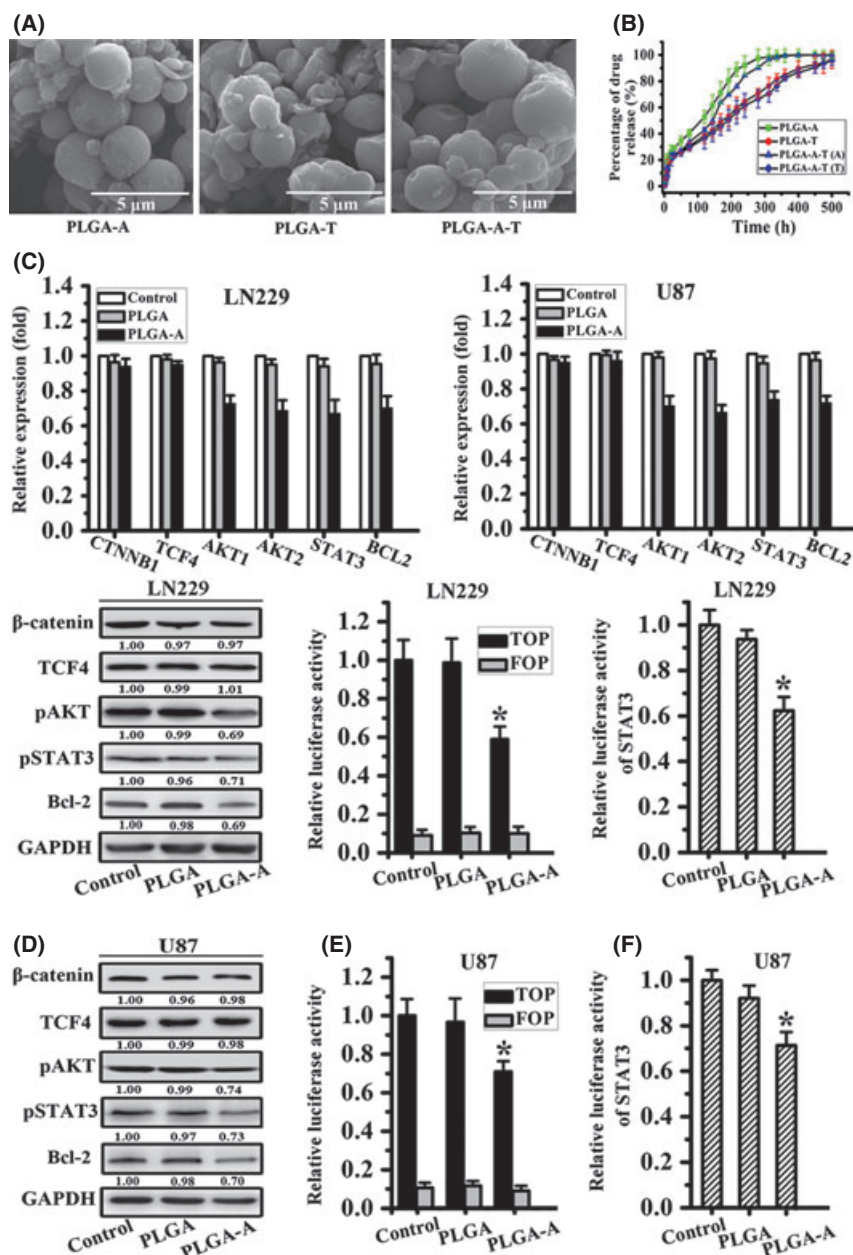 (A)
5 μm
5 μm
5 μm
PLGA-A
PLGA-T
PLGA-A-T
(B)
Percentage of drug
release (%)
100
80
60
40
20
0
PLGA-A
PLGA-T
PLGA-A-T (A)
PLGA-A-T (T)
0
100
200
300
400
500
Time (h)
(C)
LN229
Relative expression (fold)
1.4
1.2
1.0
0.8
0.6
0.4
0.2
0.0
Control
PLGA
PLGA-A
CTNNB1
TCF4
AKT1
AKT2
STAT3
BCL2
U87
Relative expression (fold)
1.4
1.2
1.0
0.8
0.6
0.4
0.2
0.0
Control
PLGA
PLGA-A
CTNNB1
TCF4
AKT1
AKT2
STAT3
BCL2
LN229
β-catenin
1.00 0.97 0.97
TCF4
1.00 0.99 1.01
pAKT
1.00 0.99 0.69
pSTAT3
1.00 0.96 0.71
Bcl-2
1.00 0.98 0.69
GAPDH
Control PLGA PLGA-A
LN229
Relative luciferase activity
1.4
1.2
1.0
0.8
0.6
0.4
0.2
0.0
TOP
FOP
*
Control PLGA PLGA-A
LN229
Relative luciferase activity
of STAT3
1.0
0.8
0.6
0.4
0.2
0.0
*
Control PLGA PLGA-A
(D)
U87
β-catenin
1.00 0.96 0.98
TCF4
1.00 0.99 0.98
pAKT
1.00 0.99 0.74
pSTAT3
1.00 0.97 0.73
Bcl-2
1.00 0.98 0.70
GAPDH
Control PLGA PLGA-A
(E)
U87
Relative luciferase activity
1.2
1.0
0.8
0.6
0.4
0.2
0.0
TOP
FOP
*
Control PLGA PLGA-A
(F)
U87
Relative luciferase activity
of STAT3
1.0
0.8
0.6
0.4
0.2
0.0
*
Control PLGA PLGA-A